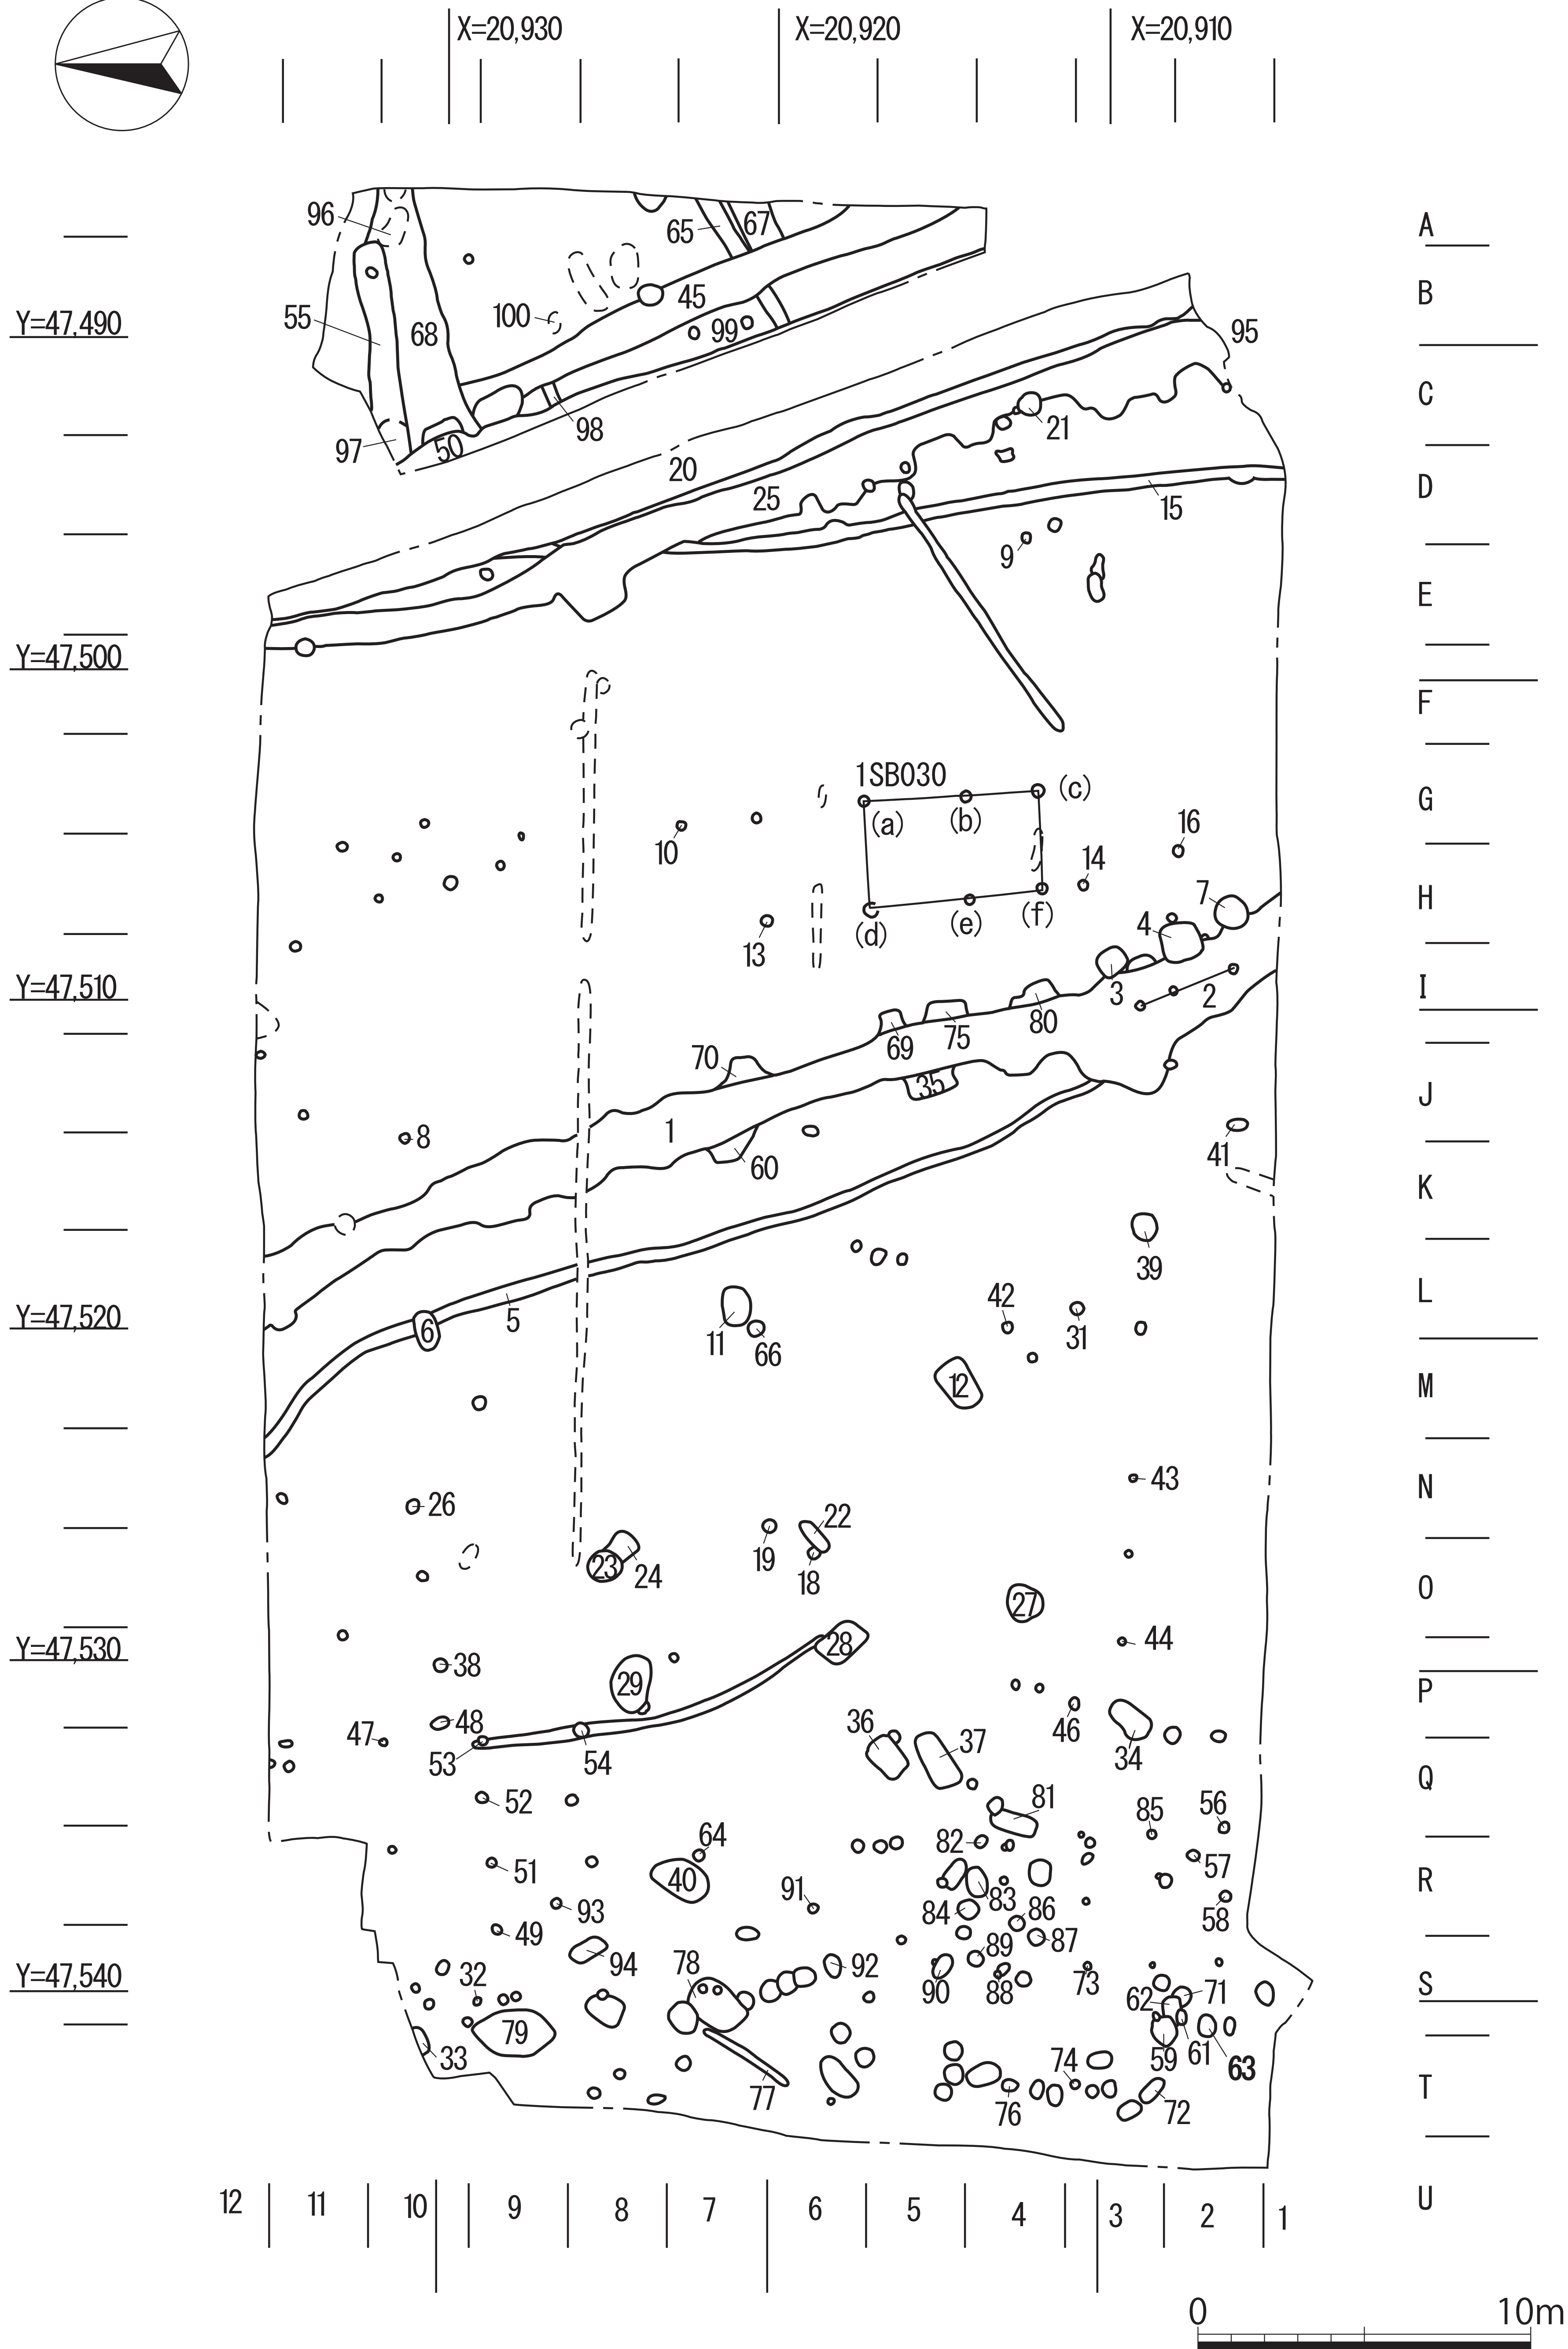 X=20,930
X=20,920
X=20,910
A
96
65
67
B
55
68
100
45
99
95
Y=47,490
C
97
50
98
21
20
25
D
15
9
E
Y=47,500
F
1SB030
(c)
(a)
(b)
G
10
16
14
7
H
4
(d)
(e)
(f)
13
Y=47,510
I
3
2
69
75
80
70
35
J
8
1
60
41
K
39
Y=47,520
L
6
5
11
66
42
31
12
M
43
N
26
22
19
18
23
24
27
O
44
Y=47,530
38
28
29
P
48
47
53
54
36
37
46
34
Q
52
81
85
56
64
82
51
40
57
R
93
91
83
84
86
58
49
94
89
87
92
Y=47,540
32
78
90
88
73
62
71
S
79
33
59
61
63
74
77
76
72
T
12
11
10
9
8
7
6
5
4
3
2
1
U
0
10m